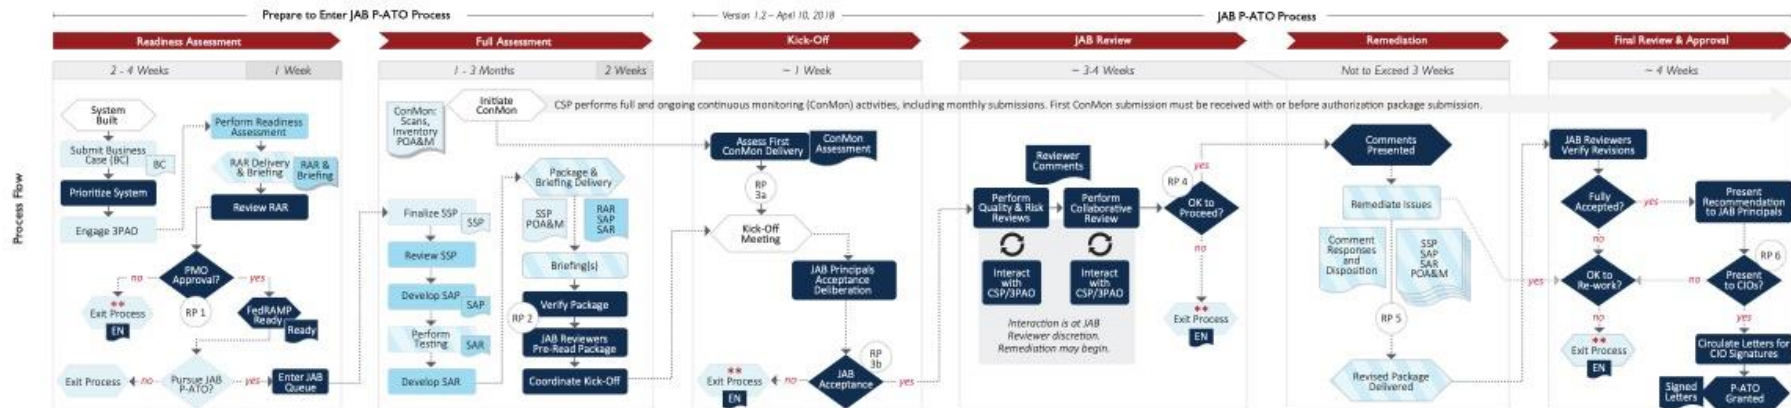 Prepare to Enter JAB P-ATO Process
Version 1.2 – April 10, 2018
JAB P-ATO Process
Readiness Assessment
Full Assessment
Kick-Off
JAB Review
Remediation
Final Review & Approval
2 - 4 Weeks
1 Week
1 - 3 Months
2 Weeks
~ 1 Week
~ 3-4 Weeks
Not to Exceed 3 Weeks
~ 4 Weeks
Process Flow
System
Built
Submit Business
Case (BC)
BC
Prioritize System
Engage 3PAO
Perform Readiness
Assessment
RAR Delivery
& Briefing
RAR &
Briefing
Review RAR
PMO
Approval?
no
yes
**
Exit Process
EN
RP 1
FedRAMP
Ready
Ready
Pursue JAB
P-ATO?
no
Exit Process
yes
Enter JAB
Queue
ConMon:
Scans,
Inventory
POA&M
Initiate
ConMon
CSP performs full and ongoing continuous monitoring (ConMon) activities, including monthly submissions. First ConMon submission must be received with or before authorization package submission.
Finalize SSP
SSP
Review SSP
Develop SAP
SAP
Perform
Testing
SAR
Develop SAR
Package &
Briefing Delivery
SSP
POA&M
RAR
SAP
SAR
Briefing(s)
Verify Package
RP 2
JAB Reviewers
Pre-Read Package
Coordinate Kick-Off
Assess First
ConMon Delivery
ConMon
Assessment
RP
3a
Kick-Off
Meeting
JAB Principals
Acceptance
Deliberation
RP
3b
JAB
Acceptance
no
**
Exit Process
EN
yes
Reviewer
Comments
Perform
Quality & Risk
Reviews
Perform
Collaborative
Review
Interact
with
CSP/3PAO
Interact
with
CSP/3PAO
Interaction is at JAB
Reviewer discretion.
Remediation may begin.
RP 4
yes
OK to
Proceed?
no
**
Exit Process
EN
Comments
Presented
Remediate Issues
Comment
Responses
and
Disposition
SSP
SAP
SAR
POA&M
RP 5
Revised Package
Delivered
JAB Reviewers
Verify Revisions
Fully
Accepted?
yes
Present
Recommendation
to JAB Principals
no
RP 6
yes
OK to
Re-work?
no
Present
to CIOs?
no
yes
**
Exit Process
EN
Circulate Letters for
CIO Signatures
Signed
Letters
P-ATO
Granted